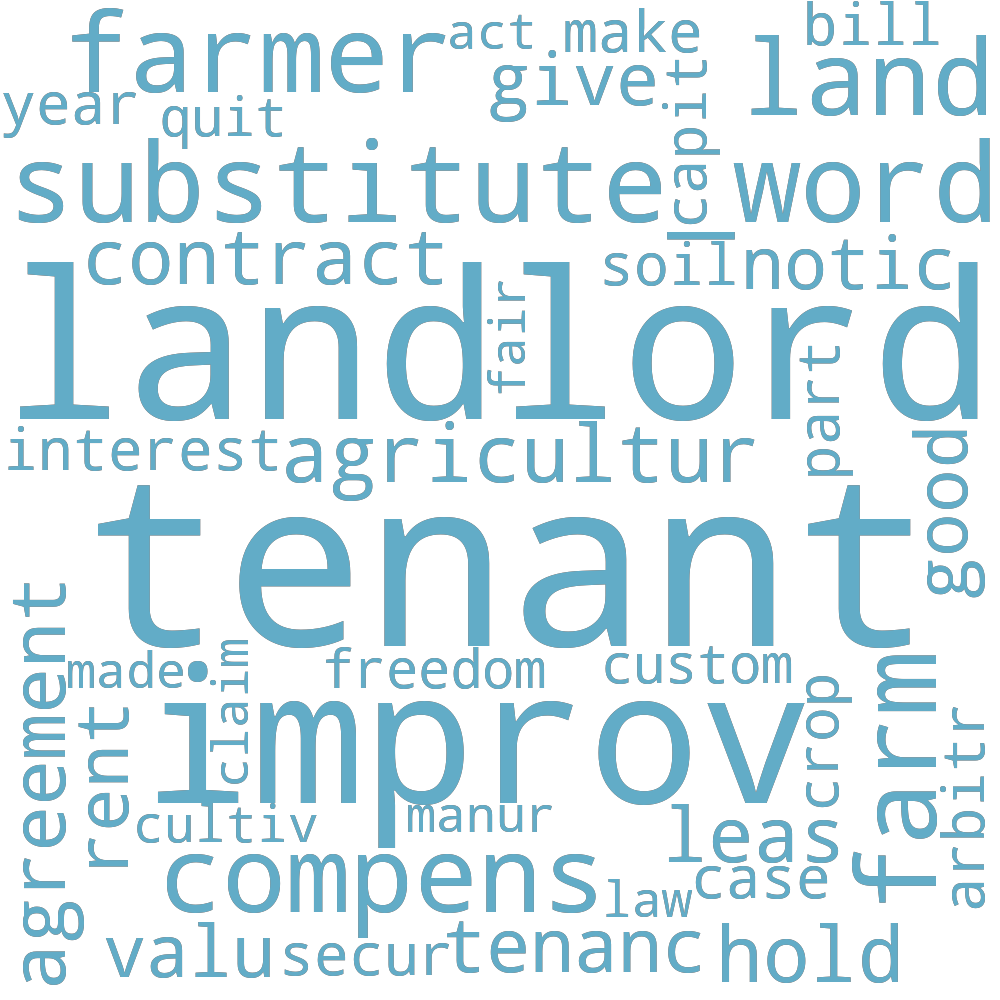 farmer
act
make
bill
give
land
year
quit
capit
substitute
word
contract
soil
notic
landlord
fair
part
interest
agricultur
good
tenant
agreement
made
claim
freedom
custom
rent
improv
crop
farm
arbitr
cultiv
manur
leas
compens
law
case
valu
secur
tenanc
hold